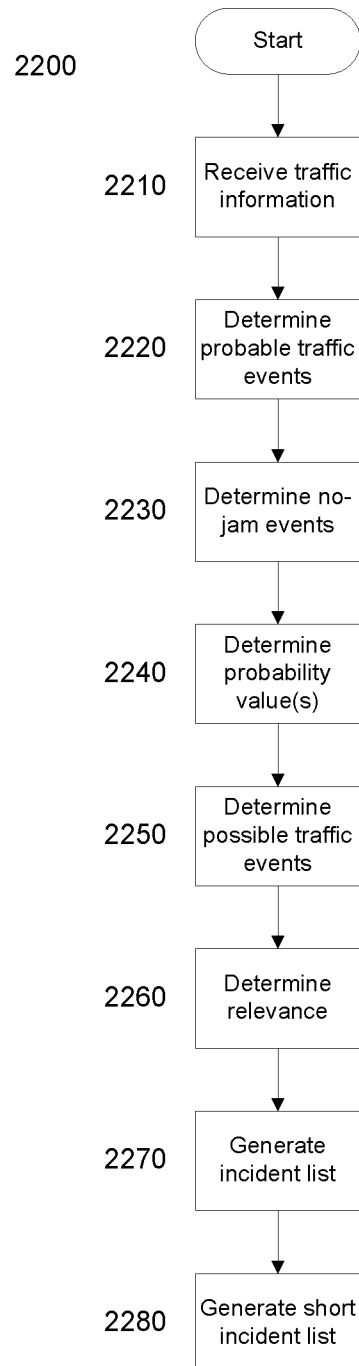 Start
2200
2210
Receive traffic
information
2220
Determine
probable traffic
events
2230
Determine no-
jam events
2240
Determine
probability
value(s)
2250
Determine
possible traffic
events
2260
Determine
relevance
2270
Generate
incident list
2280
Generate short
incident list